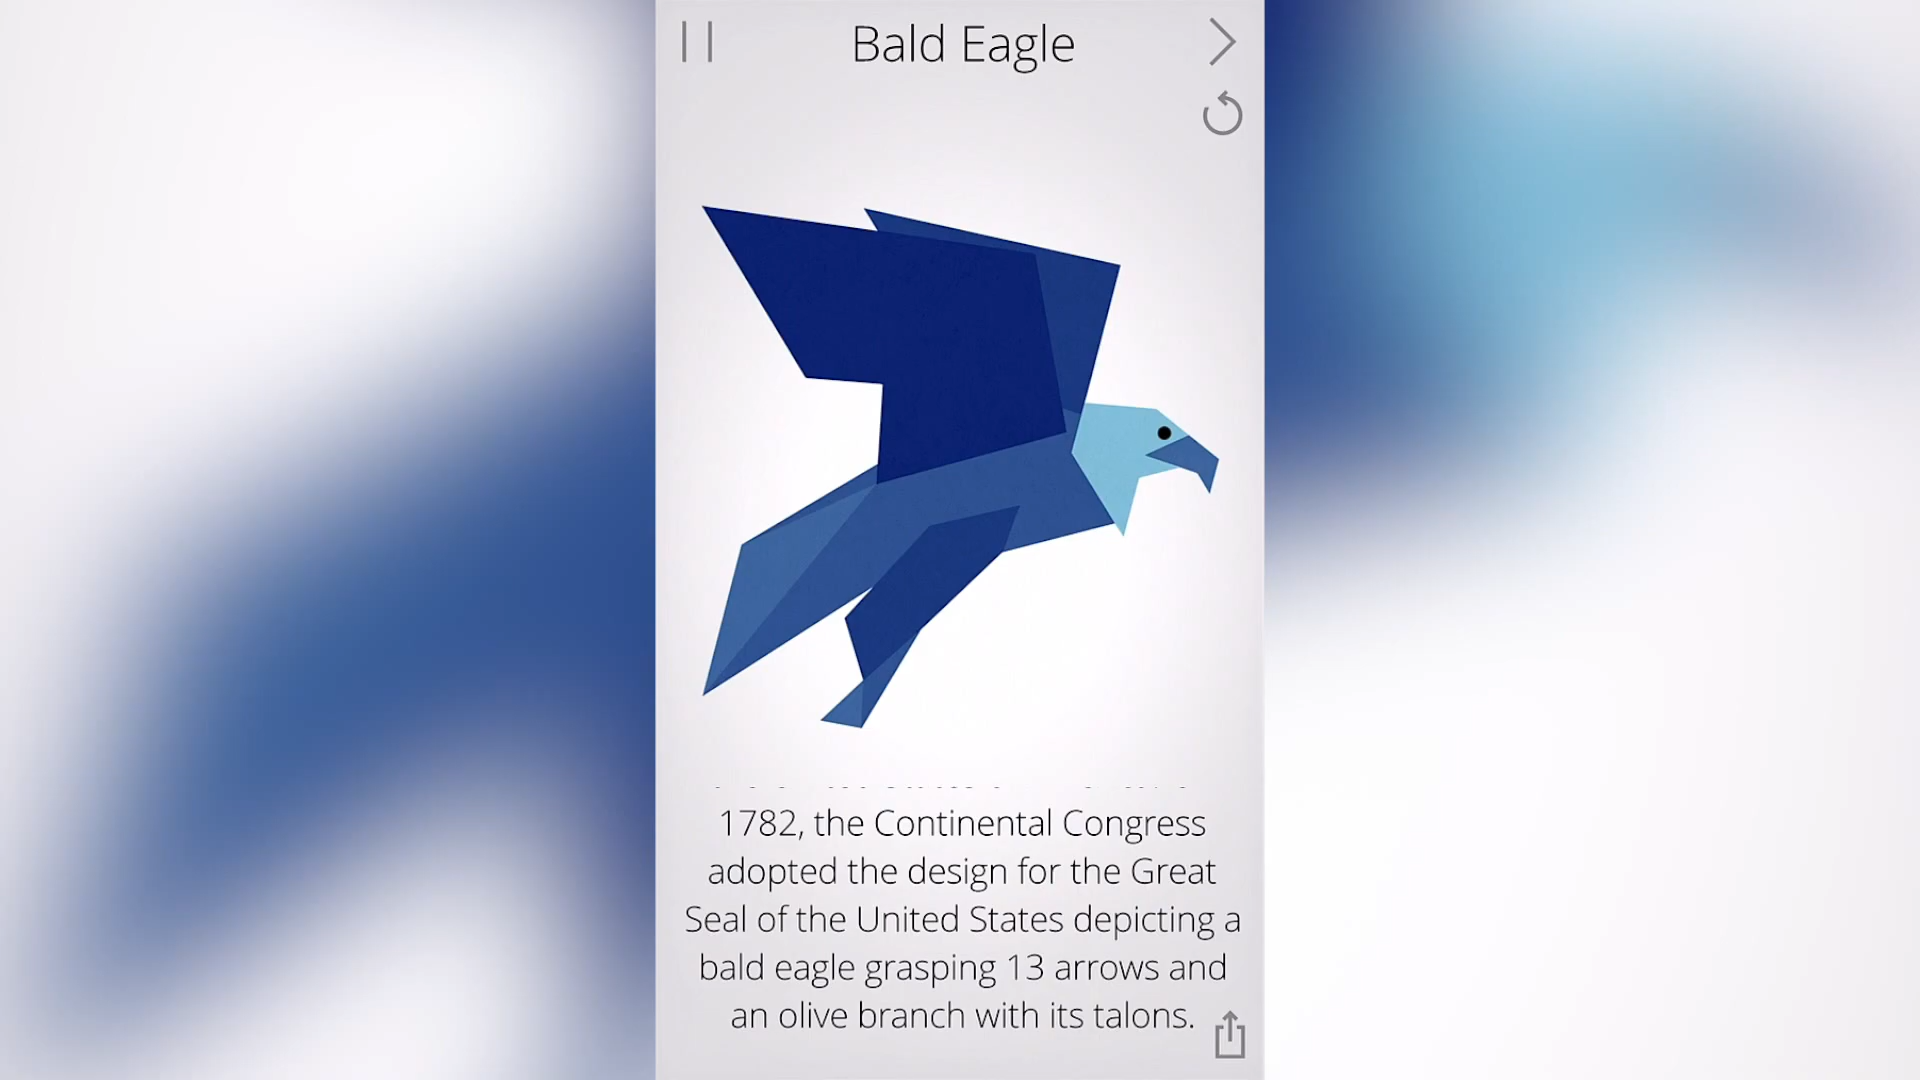 Bald Eagle
1782, the Continental Congress
adopted the design for the Great
Seal of the United States depicting a
bald eagle grasping 13 arrows and
an olive branch with its talons.